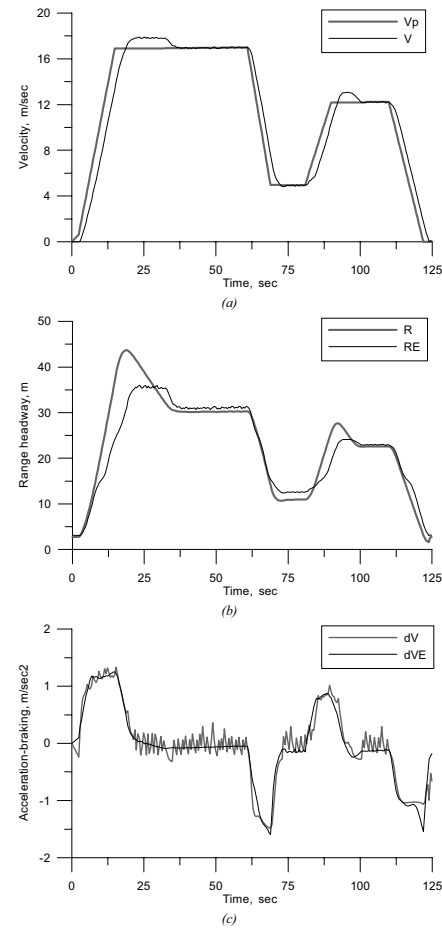 20
16
12
8
4
0
Velocity, m/sec
Vp
V
0 25 50 75 100 125
Time, sec
(a)
50
40
30
20
10
0
Range headway, m
R
RE
0 25 50 75 100 125
Time, sec
(b)
2
1
0
-1
-2
Acceleration-braking, m/sec2
dV
dVE
0 25 50 75 100 125
Time, sec
(c)